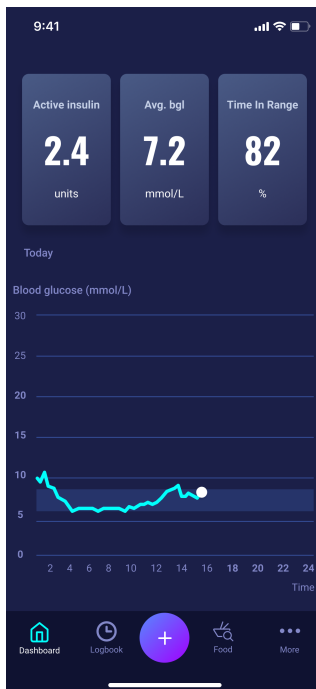 9:41
Active insulin Avg. bgl Time In Range
2.4 7.2 82
units mmol/L %
Today
Blood glucose (mmol/L)
30
25
20
15
10
5
0
2 4 6 8 10 12 14 16 18 20 22 24
Time
Dashboard Logbook + Food More